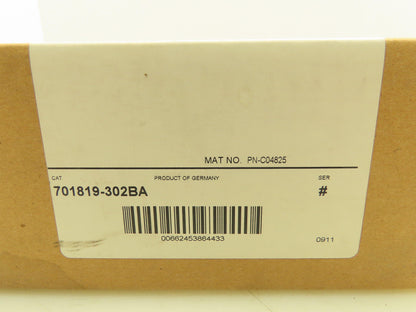 MAT NO. PN-C04825
CAT PRODUCT OF GERMANY SER
701819-302BA #
00662453864433
0911